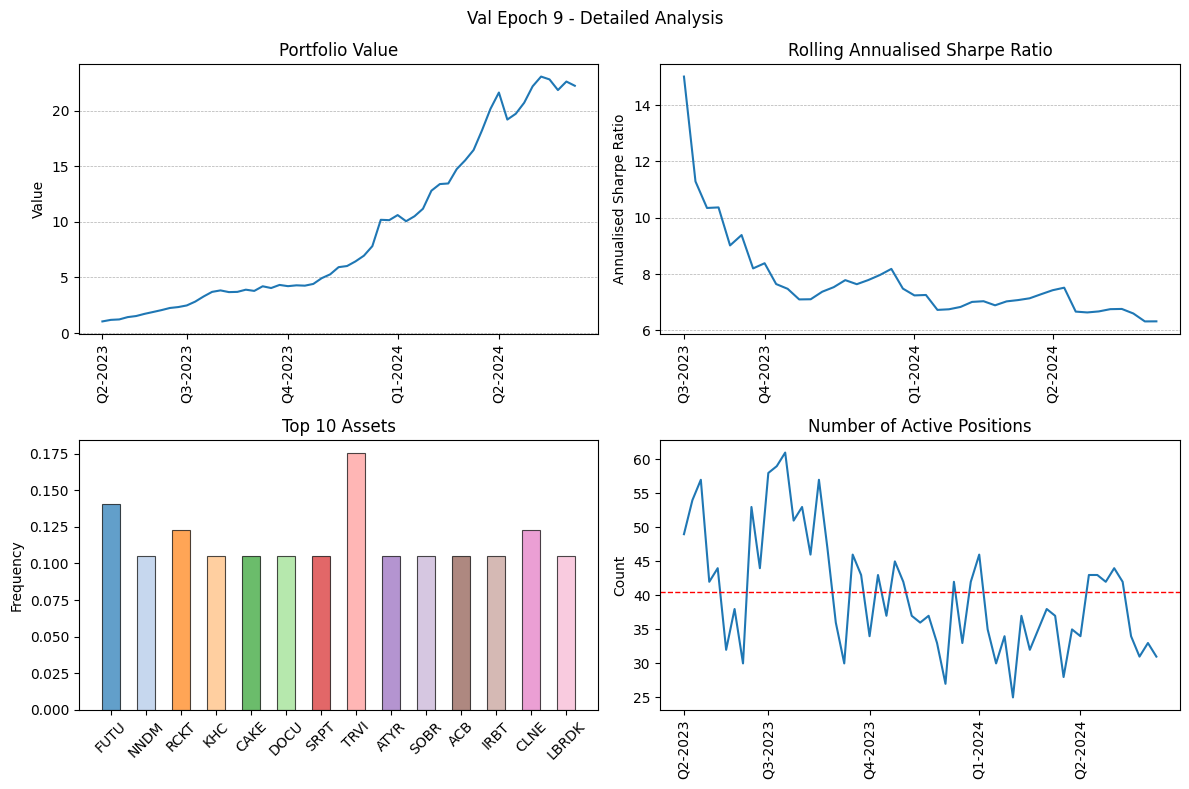 Val Epoch 9 - Detailed Analysis
Portfolio Value
Value
20
15
10
5
0
Q2-2023
Q3-2023
Q4-2023
Q1-2024
Q2-2024
Rolling Annualised Sharpe Ratio
Annualised Sharpe Ratio
14
12
10
8
6
Q3-2023
Q4-2023
Q1-2024
Q2-2024
Top 10 Assets
Frequency
0.175
0.150
0.125
0.100
0.075
0.050
0.025
0.000
FUTU
NNDM
RCKT
KHC
CAKE
DOCU
SRPT
TRVI
ATYR
SOBR
ACB
IRBT
CLNE
LBRDK
Number of Active Positions
Count
60
55
50
45
40
35
30
25
Q2-2023
Q3-2023
Q4-2023
Q1-2024
Q2-2024